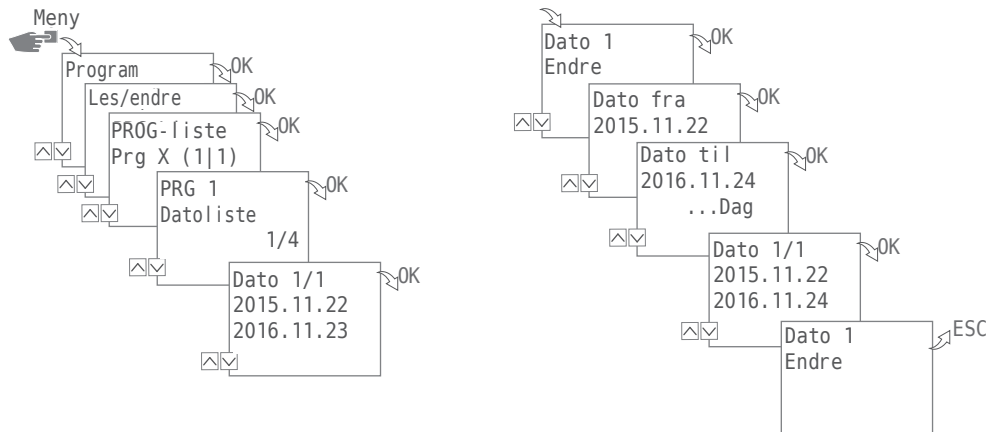 Meny
Program
OK
Les/endre
OK
PROG-liste
Prg X (1|1)
OK
PRG 1
Datoliste
1/4
OK
Dato 1/1
2015.11.22
2016.11.23
OK
Dato 1
Endre
OK
Dato fra
2015.11.22
OK
Dato til
2016.11.24
...Dag
OK
Dato 1/1
2015.11.22
2016.11.24
OK
Dato 1
Endre
ESC